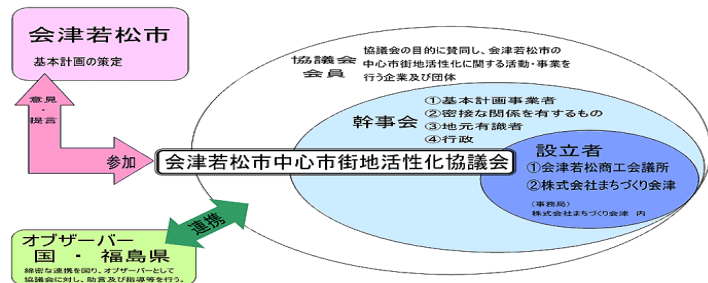 会津若松市
基本計画の策定
意見
・
提言
参加
協議会
会員
協議会の目的に賛同し、会津若松市の
中心市街地活性化に関する活動・事業を
行う企業及び団体
幹事会
①基本計画事業者
②密接な関係を有するもの
③地元有識者
④行政
会津若松市中心市街地活性化協議会
設立者
①会津若松商工会議所
②株式会社まちづくり会津
（事務局）
株式会社まちづくり会津 内
連携
オブザーバー
国 ・ 福島県
綿密な連携を図り、オブザーバーとして
協議会に対し、助言及び指導等を行う。